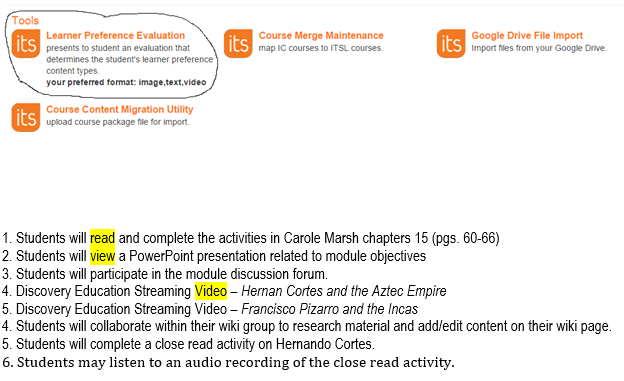 Tools
its
Learner Preference Evaluation
presents to student an evaluation that
determines the student's learner preference
content types.
your preferred format: image,text,video
its
Course Merge Maintenance
map IC courses to ITSL courses.
its
Google Drive File Import
Import files from your Google Drive.
its
Course Content Migration Utility
upload course package file for import.
1. Students will read and complete the activities in Carole Marsh chapters 15 (pgs. 60-66)
2. Students will view a PowerPoint presentation related to module objectives
3. Students will participate in the module discussion forum.
4. Discovery Education Streaming Video – Hernan Cortes and the Aztec Empire
5. Discovery Education Streaming Video – Francisco Pizarro and the Incas
4. Students will collaborate within their wiki group to research material and add/edit content on their wiki page.
5. Students will complete a close read activity on Hernando Cortes.
6. Students may listen to an audio recording of the close read activity.